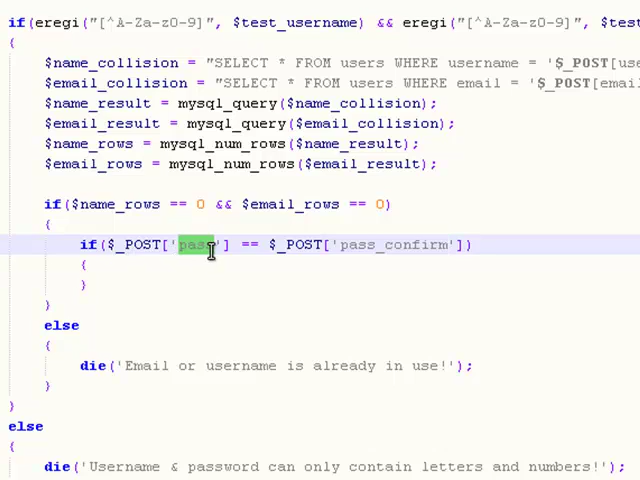 if(eregi("[^A-Za-z0-9]", $test_username) && eregi("[^A-Za-z0-9]", $test
{
$name_collision = "SELECT * FROM users WHERE username = '$_POST[use
$email_collision = "SELECT * FROM users WHERE email = '$_POST[email
$name_result = mysql_query($name_collision);
$email_result = mysql_query($email_collision);
$name_rows = mysql_num_rows($name_result);
$email_rows = mysql_num_rows($email_result);
if($name_rows == 0 && $email_rows == 0)
{
if($_POST['pass'] == $_POST['pass_confirm'])
{
}
}
else
{
die('Email or username is already in use!');
}
}
else
{
die('Username & password can only contain letters and numbers!');